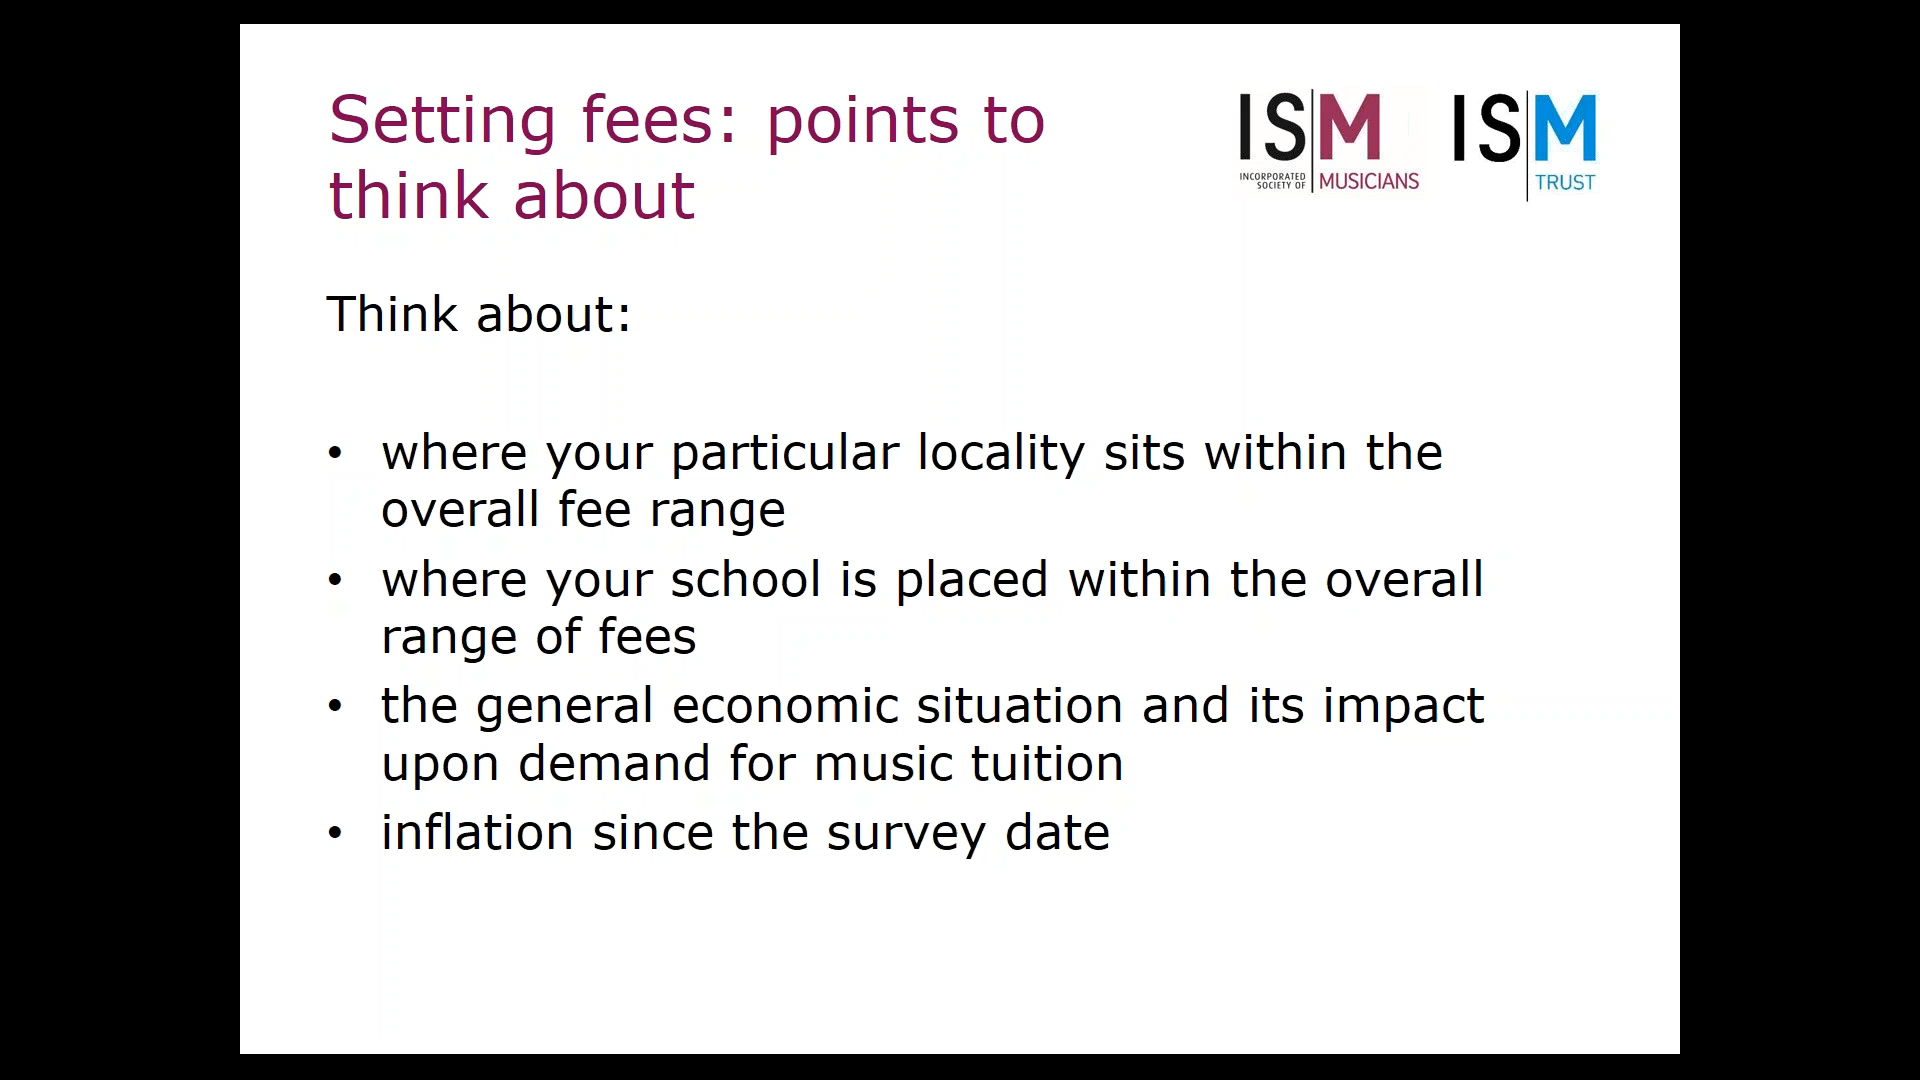 Setting fees: points to
think about
IS|M
INCORPORATED
SOCIETY OF
MUSICIANS
IS|M
TRUST
Think about:
• where your particular locality sits within the
overall fee range
• where your school is placed within the overall
range of fees
• the general economic situation and its impact
upon demand for music tuition
• inflation since the survey date